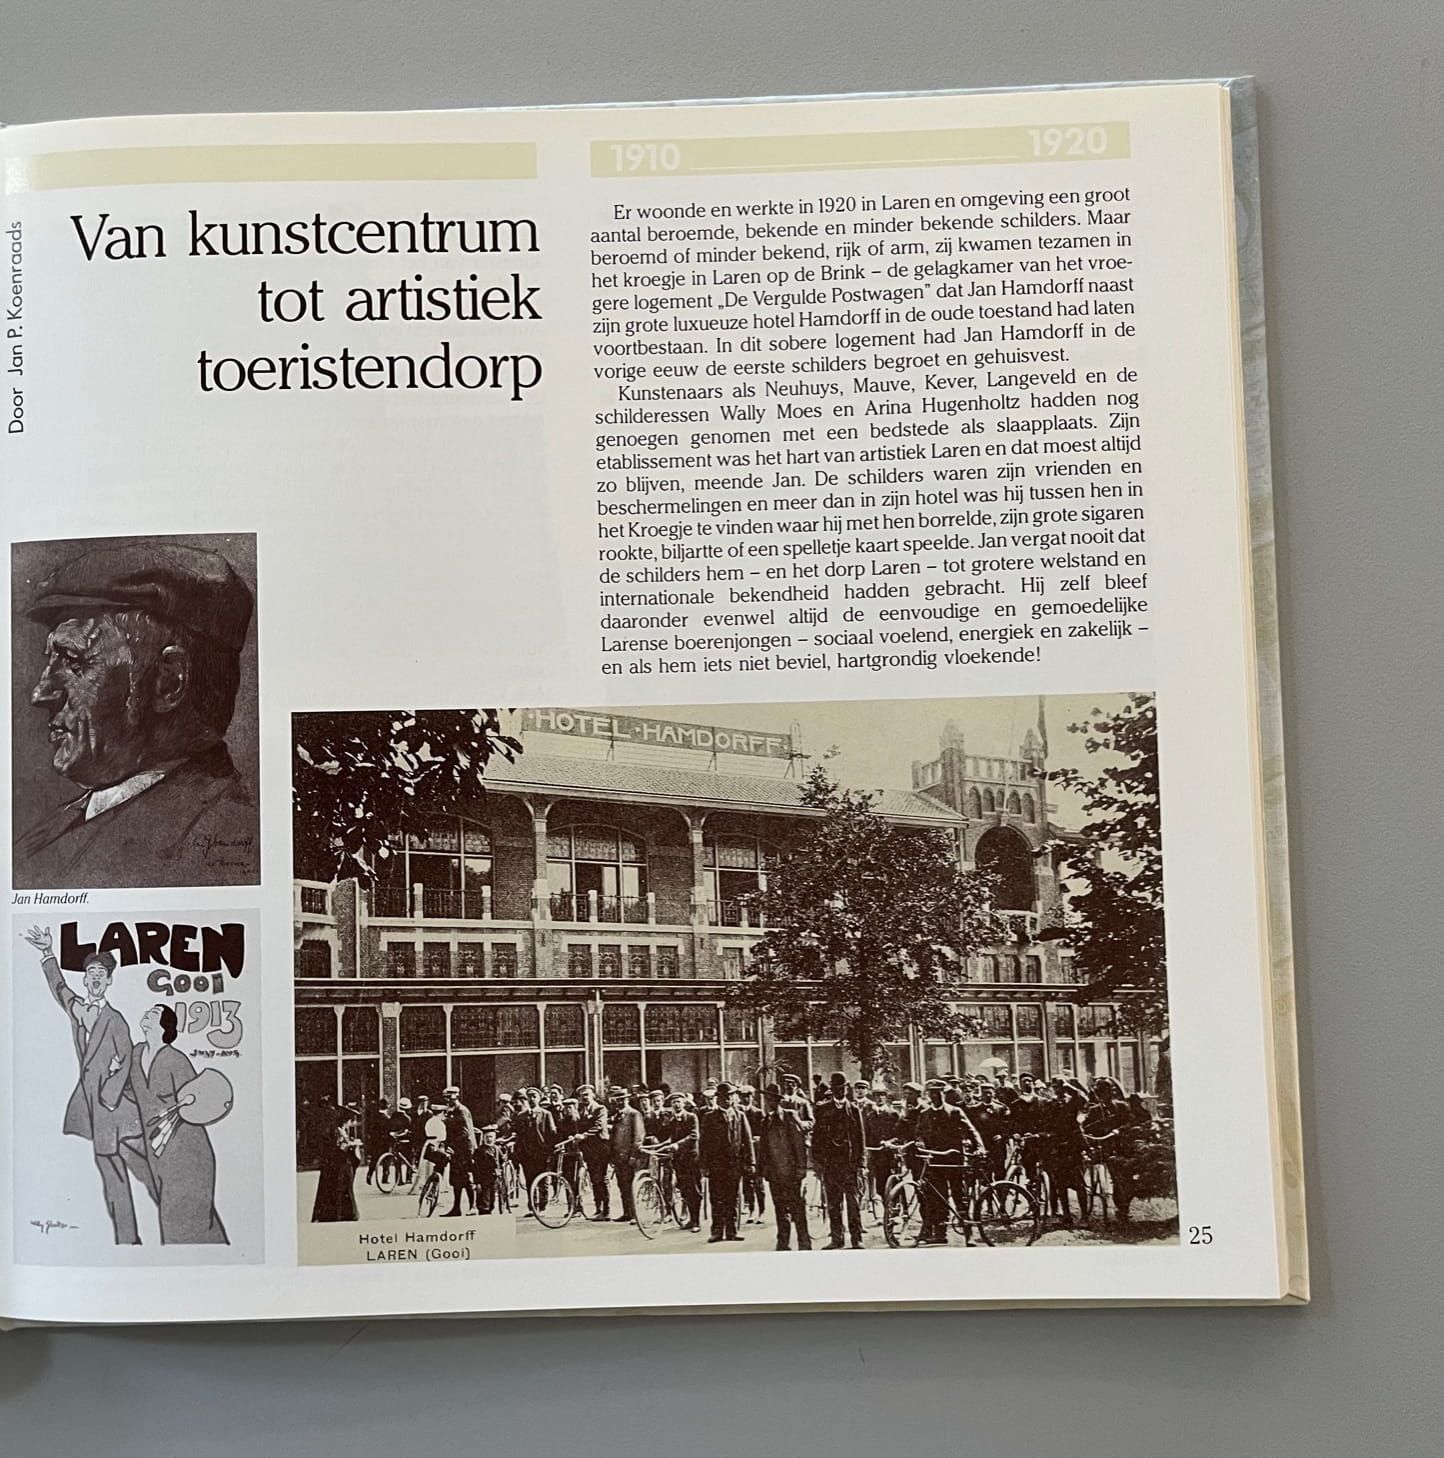 Door Jan P. Koenraads
Van kunstcentrum
tot artistiek
toeristendorp
1910 1920
Er woonde en werkte in 1920 in Laren en omgeving een groot
aantal beroemde, bekende en minder bekende schilders. Maar
beroemd of minder bekend, rijk of arm, zij kwamen tezamen in
het kroegje in Laren op de Brink – de gelagkamer van het vroe-
gere logement „De Vergulde Postwagen” dat Jan Hamdorff naast
zijn grote luxueuze hotel Hamdorff in de oude toestand had laten
voortbestaan. In dit sobere logement had Jan Hamdorff in de
vorige eeuw de eerste schilders begroet en gehuisvest.
Kunstenaars als Neuhuys, Mauve, Kever, Langeveld en de
schilderessen Wally Moes en Arina Hugenholtz hadden nog
genoegen genomen met een bedstede als slaapplaats. Zijn
etablissement was het hart van artistiek Laren en dat moest altijd
zo blijven, meende Jan. De schilders waren zijn vrienden en
beschermelingen en meer dan in zijn hotel was hij tussen hen in
het Kroegje te vinden waar hij met hen borrelde, zijn grote sigaren
rookte, biljartte of een spelletje kaart speelde. Jan vergat nooit dat
de schilders hem – en het dorp Laren – tot grotere welstand en
internationale bekendheid hadden gebracht. Hij zelf bleef
daaronder evenwel altijd de eenvoudige en gemoedelijke
Larense boerenjongen – sociaal voelend, energiek en zakelijk –
en als hem iets niet beviel, hartgrondig vloekende!
Jan Hamdorff.
LAREN
GOOI
1913
HOTEL·HAMDORFF
Hotel Hamdorff
LAREN (Gooi)
25